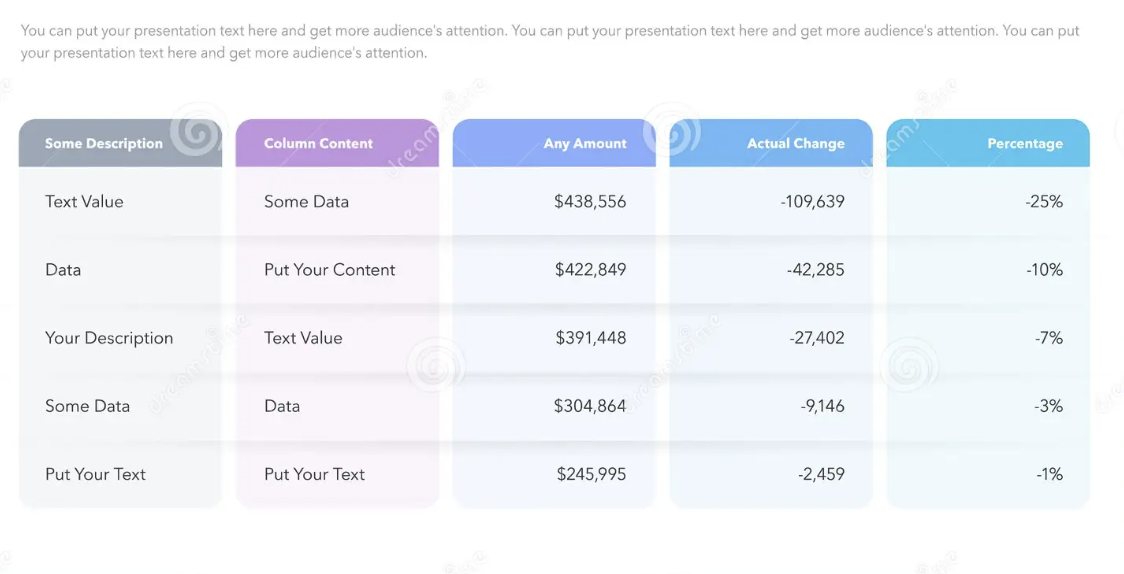 You can put your presentation text here and get more audience's attention. You can put your presentation text here and get more audience's attention. You can put
your presentation text here and get more audience's attention.
Some Description Column Content Any Amount Actual Change Percentage
Text Value Some Data $438,556 -109,639 -25%
Data Put Your Content $422,849 -42,285 -10%
Your Description Text Value $391,448 -27,402 -7%
Some Data Data $304,864 -9,146 -3%
Put Your Text Put Your Text $245,995 -2,459 -1%
dreamstime
dreamstime
dreamstime
dreamstime